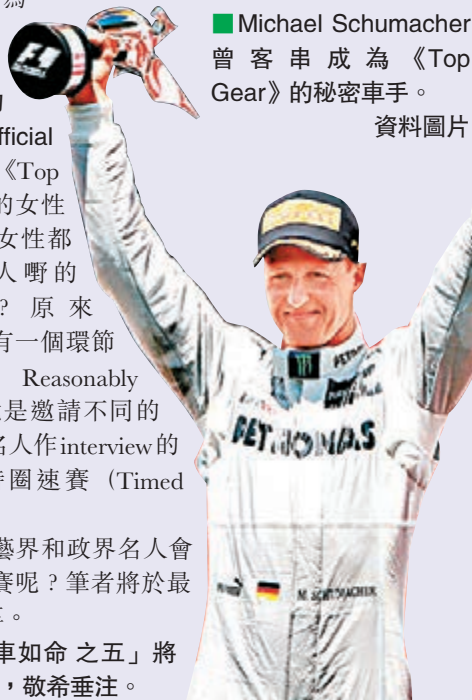 ■Michael Schumacher
曾客串成為《Top
Gear》的秘密車手。
資料圖片
為
fficial
《Top
的女性
女性都
人嘢的
? 原來
有一個環節
Reasonably
是邀請不同的
名人作interview的
圈速賽 (Timed
藝界和政界名人會
賽呢?筆者將於最
車如命 之五」將
,敬希垂注。
PETRONAS
M. SCHUMACHER